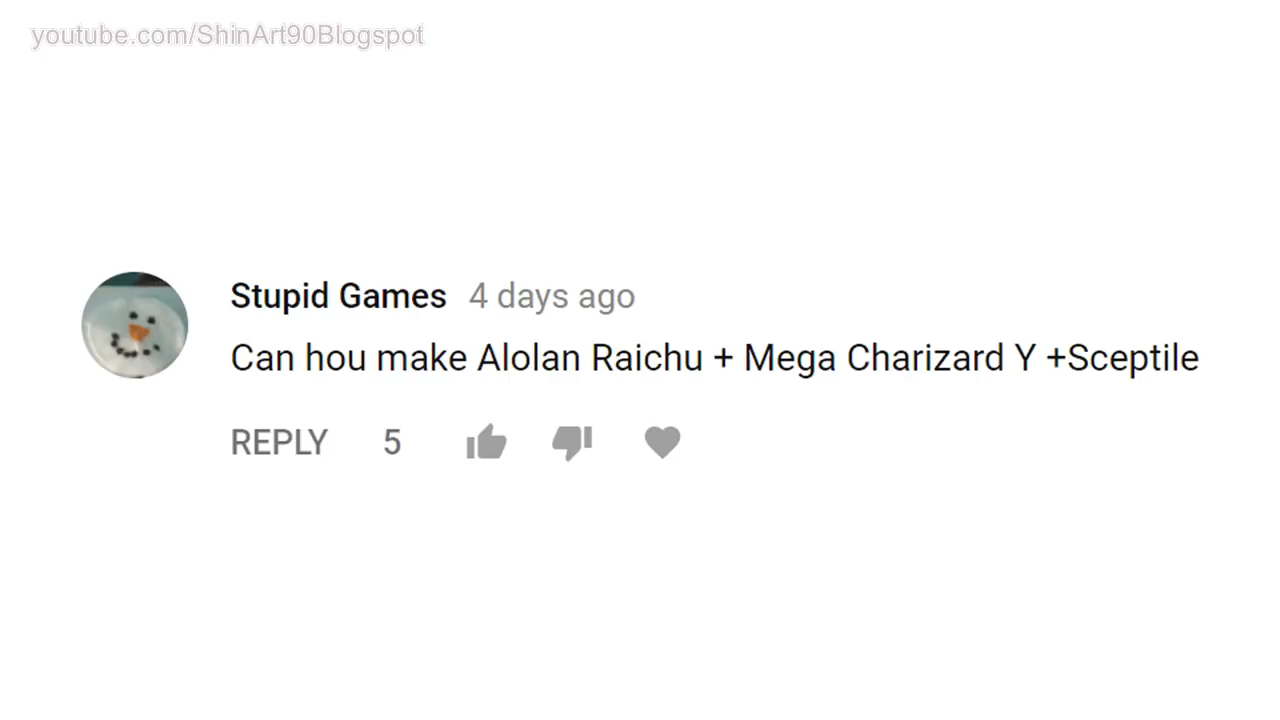 youtube.com/ShinArt90Blogspot
Stupid Games 4 days ago
Can hou make Alolan Raichu + Mega Charizard Y +Sceptile
REPLY 5